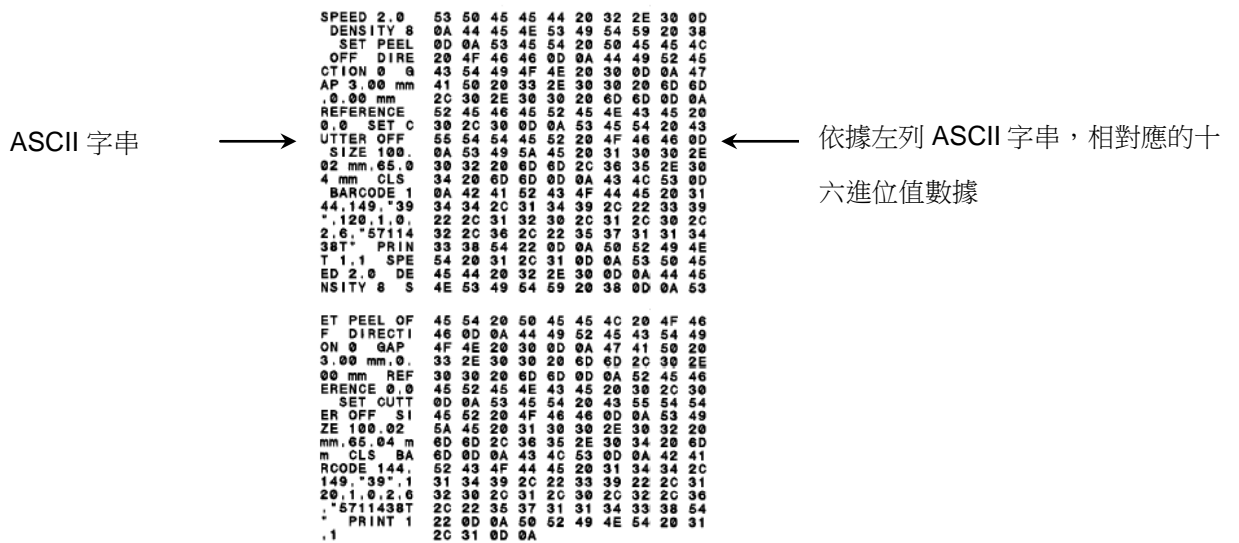 SPEED 2.0 53 50 45 45 44 20 32 2E 30 0D
DENSITY 8 0A 44 45 4E 53 49 54 59 20 38
SET PEEL 0D 0A 53 45 54 20 50 45 45 4C
OFF DIRE 20 4F 46 46 0D 0A 44 49 52 45
CTION 0 G 43 54 49 4F 4E 20 30 0D 0A 47
AP 3.00 mm 41 50 20 33 2E 30 30 20 6D 6D
,0.00 mm 2C 30 2E 30 30 20 6D 6D 0D 0A
REFERENCE 52 45 46 45 52 45 4E 43 45 20
0,0 SET C 30 2C 30 0D 0A 53 45 54 20 43
UTTER OFF 55 54 54 45 52 20 4F 46 46 0D
SIZE 100. 0A 53 49 5A 45 20 31 30 30 2E
02 mm,65.0 30 32 20 6D 6D 2C 36 35 2E 30
4 mm CLS 34 20 6D 6D 0D 0A 43 4C 53 0D
BARCODE 1 0A 42 41 52 43 4F 44 45 20 31
44,149,"39 34 34 2C 31 34 39 2C 22 33 39
",120,1,0, 22 2C 31 32 30 2C 31 2C 30 2C
2,6,"57114 32 2C 36 2C 22 35 37 31 31 34
38T" PRIN 33 38 54 22 0D 0A 50 52 49 4E
T 1,1 SPE 54 20 31 2C 31 0D 0A 53 50 45
ED 2.0 DE 45 44 20 32 2E 30 0D 0A 44 45
NSITY 8 S 4E 53 49 54 59 20 38 0D 0A 53
ET PEEL OF 45 54 20 50 45 45 4C 20 4F 46
F DIRECTI 46 0D 0A 44 49 52 45 43 54 49
ON 0 GAP 4F 4E 20 30 0D 0A 47 41 50 20
3.00 mm,0. 33 2E 30 30 20 6D 6D 2C 30 2E
00 mm REF 30 30 20 6D 6D 0D 0A 52 45 46
ERENCE 0,0 45 52 45 4E 43 45 20 30 2C 30
SET CUTT 0D 0A 53 45 54 20 43 55 54 54
ER OFF SI 45 52 20 4F 46 46 0D 0A 53 49
ZE 100.02 5A 45 20 31 30 30 2E 30 32 20
mm,65.04 m 6D 6D 2C 36 35 2E 30 34 20 6D
m CLS BA 6D 0D 0A 43 4C 53 0D 0A 42 41
RCODE 144, 52 43 4F 44 45 20 31 34 34 2C
149,"39",1 31 34 39 2C 22 33 39 22 2C 31
20,1,0,2,6 32 30 2C 31 2C 30 2C 32 2C 36
,"5711438T 2C 22 35 37 31 31 34 33 38 54
" PRINT 1 22 0D 0A 50 52 49 4E 54 20 31
,1 2C 31 0D 0A
ASCII 字串
依據左列 ASCII 字串，相對應的十
六進位值數據